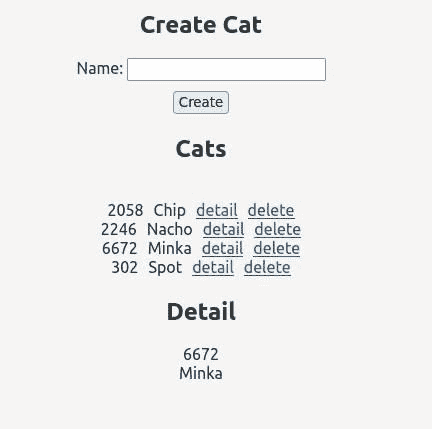 Create Cat
Name:
Create
Cats
2058 Chip detail delete
2246 Nacho detail delete
6672 Minka detail delete
302 Spot detail delete
Detail
6672
Minka